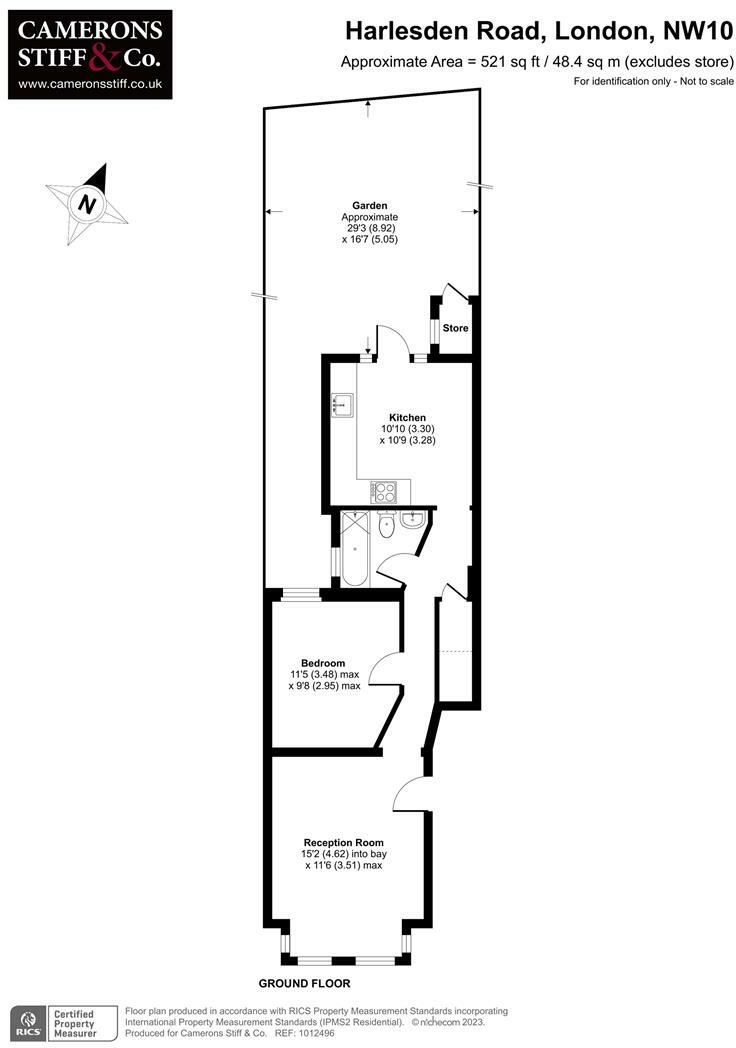 CAMERONS
STIFF & Co.
www.cameronsstiff.co.uk
Harlesden Road, London, NW10
Approximate Area = 521 sq ft / 48.4 sq m (excludes store)
For identification only - Not to scale
N
Garden
Approximate
29'3 (8.92)
x 16'7 (5.05)
Store
Kitchen
10'10 (3.30)
x 10'9 (3.28)
Bedroom
11'5 (3.48) max
x 9'8 (2.95) max
Reception Room
15'2 (4.62) into bay
x 11'6 (3.51) max
GROUND FLOOR
RICS
Certified
Property
Measurer
Floor plan produced in accordance with RICS Property Measurement Standards incorporating
International Property Measurement Standards (IPMS2 Residential). © nichecom 2023.
Produced for Camerons Stiff & Co. REF: 1012496